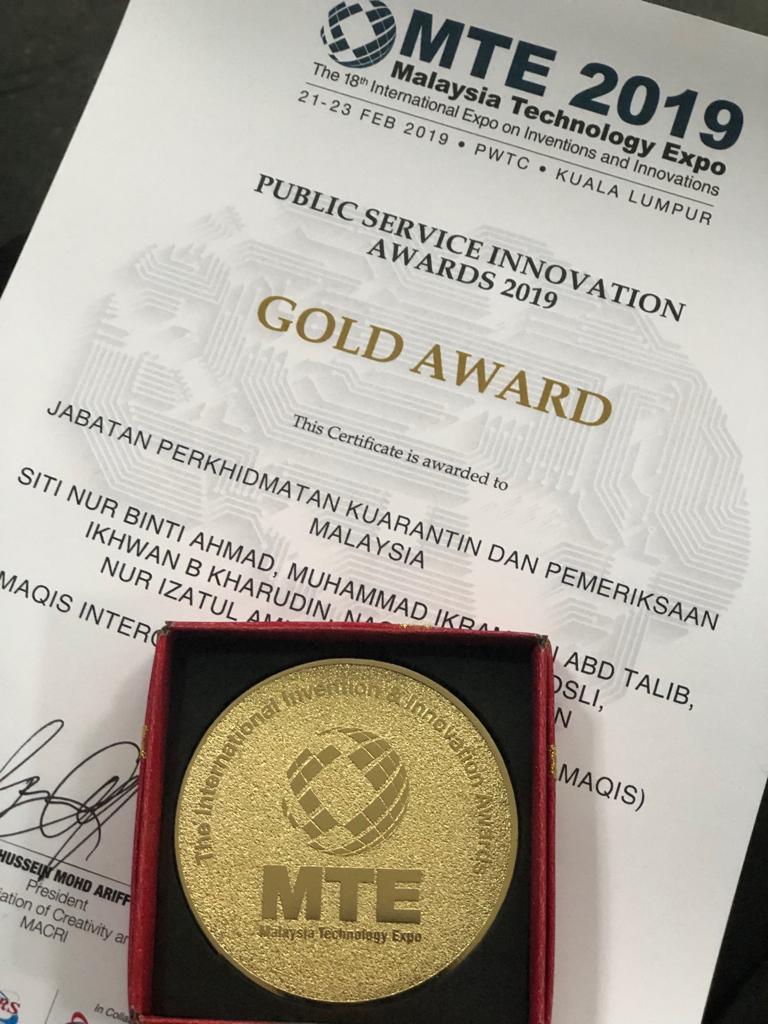 MTE 2019
Malaysia Technology Expo
The 18th International Expo on Inventions and Innovations
21-23 FEB 2019 • PWTC • KUALA LUMPUR
PUBLIC SERVICE INNOVATION
AWARDS 2019
GOLD AWARD
This Certificate is awarded to
JABATAN PERKHIDMATAN KUARANTIN DAN PEMERIKSAAN
MALAYSIA
SITI NUR BINTI AHMAD, MUHAMMAD ABD TALIB,
IKHWAN B KHARUDIN,
NUR IZATUL
MAQIS
MAQIS)
HUSSEIN MOHD ARIFF
President
of Creativity
MACRI
In
The International Invention & Innovation Awards
MTE
Malaysia Technology Expo